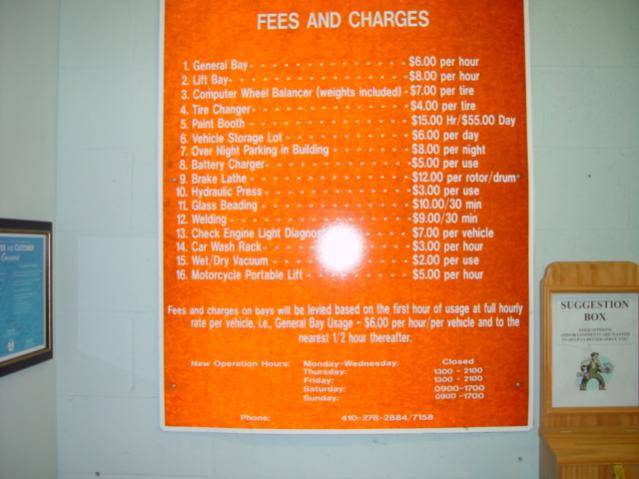 FEES AND CHARGES
1. General Bay - - - - - - - - - - - - $6.00 per hour
2. Lift Bay - - - - - - - - - - - - - $8.00 per hour
3. Computer Wheel Balancer (weights included) - $7.00 per tire
4. Tire Changer - - - - - - - - - - - - $4.00 per tire
5. Paint Booth - - - - - - - - - - - - $15.00 Hr/$55.00 Day
6. Vehicle Storage Lot - - - - - - - - - - $6.00 per day
7. Over Night Parking in Building - - - - - - - $8.00 per night
8. Battery Charger - - - - - - - - - - - $5.00 per use
9. Brake Lathe - - - - - - - - - - - - $12.00 per rotor/drum
10. Hydraulic Press - - - - - - - - - - - $3.00 per use
11. Glass Beading - - - - - - - - - - - $10.00/30 min
12. Welding - - - - - - - - - - - - - $9.00/30 min
13. Check Engine Light - - - - $7.00 per vehicle
14. Car Wash Rack - - - - - - - - $3.00 per hour
15. Wet/Dry Vacuum - - - - - - - - $2.00 per use
16. Motorcycle Portable Lift - - - - - - $5.00 per hour
Fees and charges on bays will be levied based on the first hour of usage at full hourly
rate per vehicle, i.e., General Bay Usage - $6.00 per hour/per vehicle and to the
nearest 1/2 hour thereafter.
New Operation Hours: Monday-Wednesday: Closed
Thursday: 1300 - 2100
Friday: 1300 - 2100
Saturday: 0900-1700
Sunday: 0900 -1700
Phone: 410-278-2884/7158
SUGGESTION
BOX